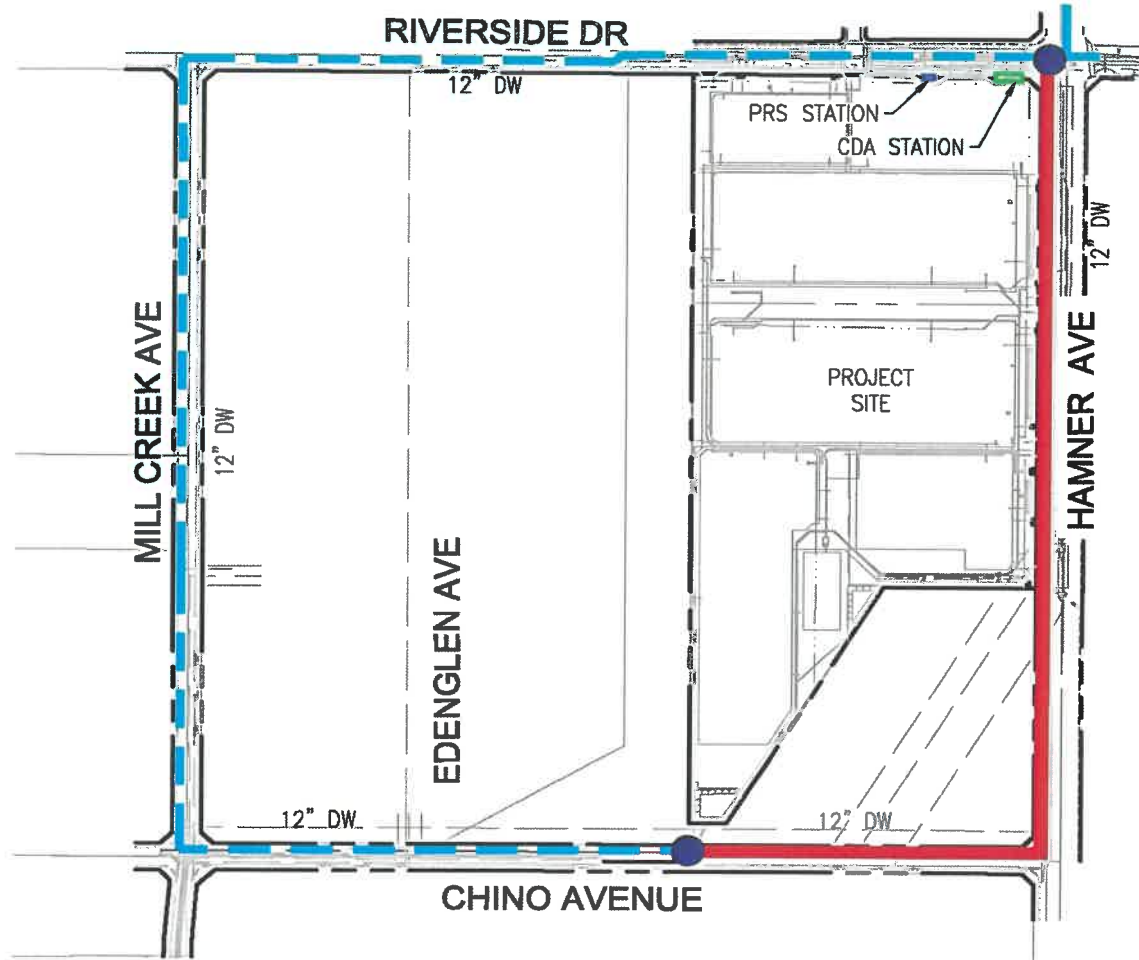 RIVERSIDE DR
12" DW
PRS STATION
CDA STATION
12" DW
MILL CREEK AVE
12" DW
PROJECT
SITE
HAMNER AVE
EDENGLEN AVE
12" DW
12" DW
CHINO AVENUE